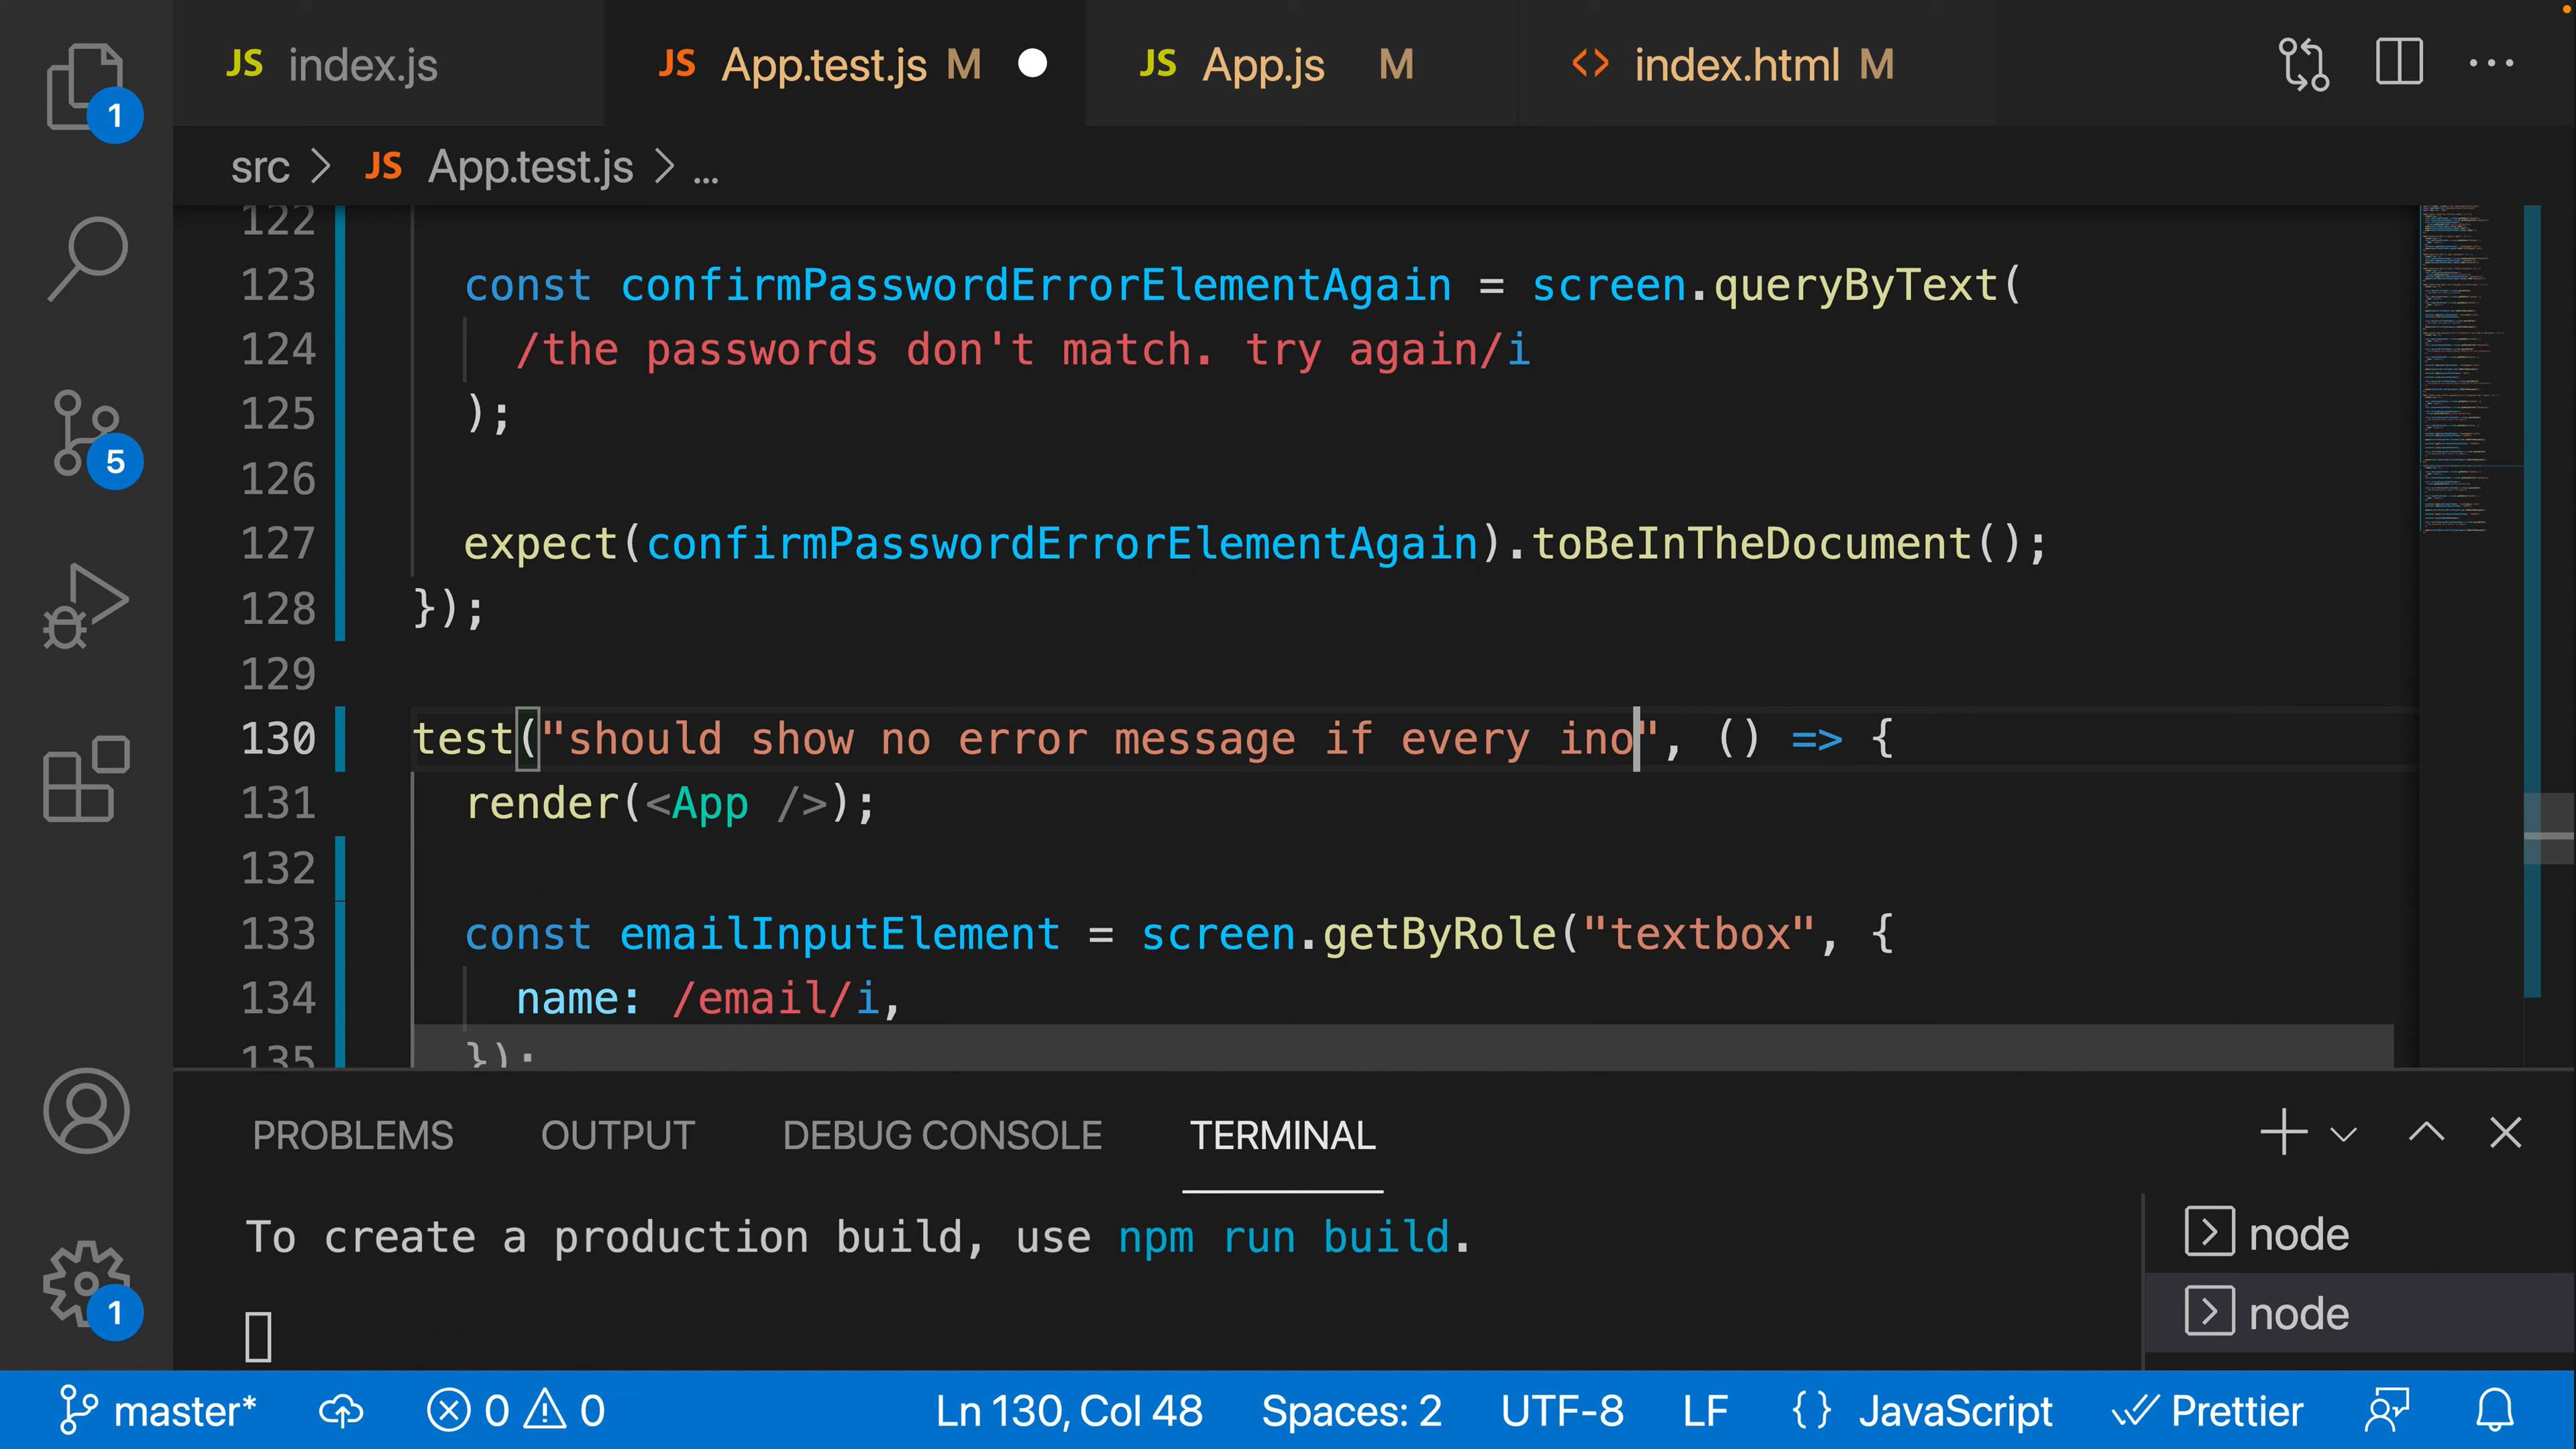 JS index.js JS App.test.js M JS App.js M <> index.html M
src > JS App.test.js > ...
122
123 const confirmPasswordErrorElementAgain = screen.queryByText(
124 /the passwords don't match. try again/i
125 );
126
127 expect(confirmPasswordErrorElementAgain).toBeInTheDocument();
128 });
129
130 test("should show no error message if every ino", () => {
131 render(<App />);
132
133 const emailInputElement = screen.getByRole("textbox", {
134 name: /email/i,
135 });
1
5
1
PROBLEMS OUTPUT DEBUG CONSOLE TERMINAL
To create a production build, use npm run build.
node
node
master* 0 0 Ln 130, Col 48 Spaces: 2 UTF-8 LF {} JavaScript Prettier